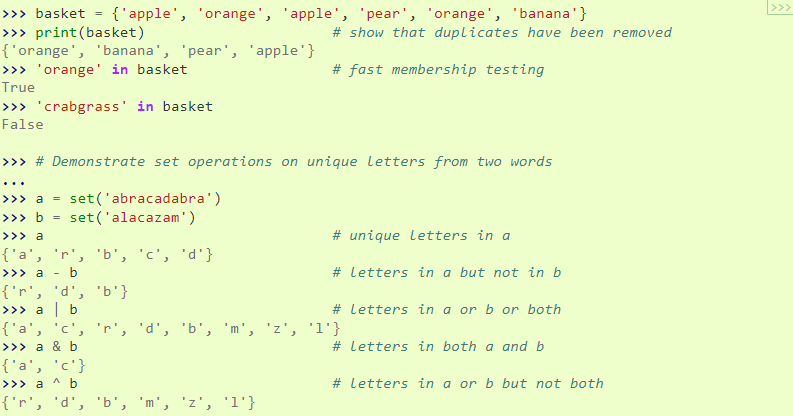 >>>
>>> basket = {'apple', 'orange', 'apple', 'pear', 'orange', 'banana'}
>>> print(basket)                      # show that duplicates have been removed
{'orange', 'banana', 'pear', 'apple'}
>>> 'orange' in basket                 # fast membership testing
True
>>> 'crabgrass' in basket
False
>>> # Demonstrate set operations on unique letters from two words
...
>>> a = set('abracadabra')
>>> b = set('alacazam')
>>> a                                  # unique letters in a
{'a', 'r', 'b', 'c', 'd'}
>>> a - b                              # letters in a but not in b
{'r', 'd', 'b'}
>>> a | b                              # letters in a or b or both
{'a', 'c', 'r', 'd', 'b', 'm', 'z', 'l'}
>>> a & b                              # letters in both a and b
{'a', 'c'}
>>> a ^ b                              # letters in a or b but not both
{'r', 'd', 'b', 'm', 'z', 'l'}